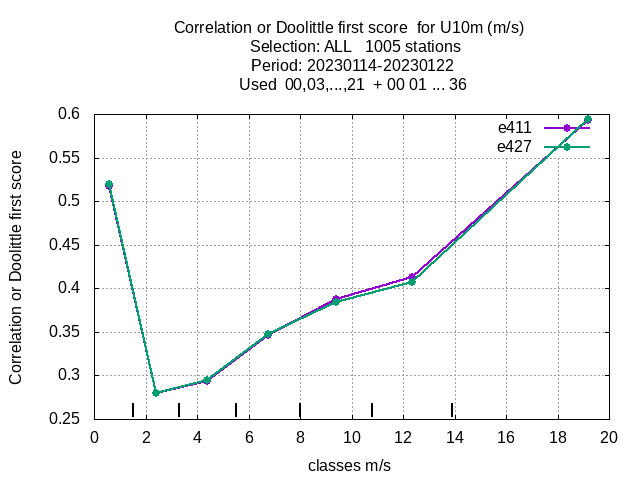 Correlation or Doolittle first score  for U10m (m/s)
Selection: ALL   1005 stations
Period: 20230114-20230122
Used  00,03,...,21  + 00 01 ... 36
Correlation or Doolittle first score
0.6
0.55
0.5
0.45
0.4
0.35
0.3
0.25
e411
e427
0 2 4 6 8 10 12 14 16 18 20
classes m/s